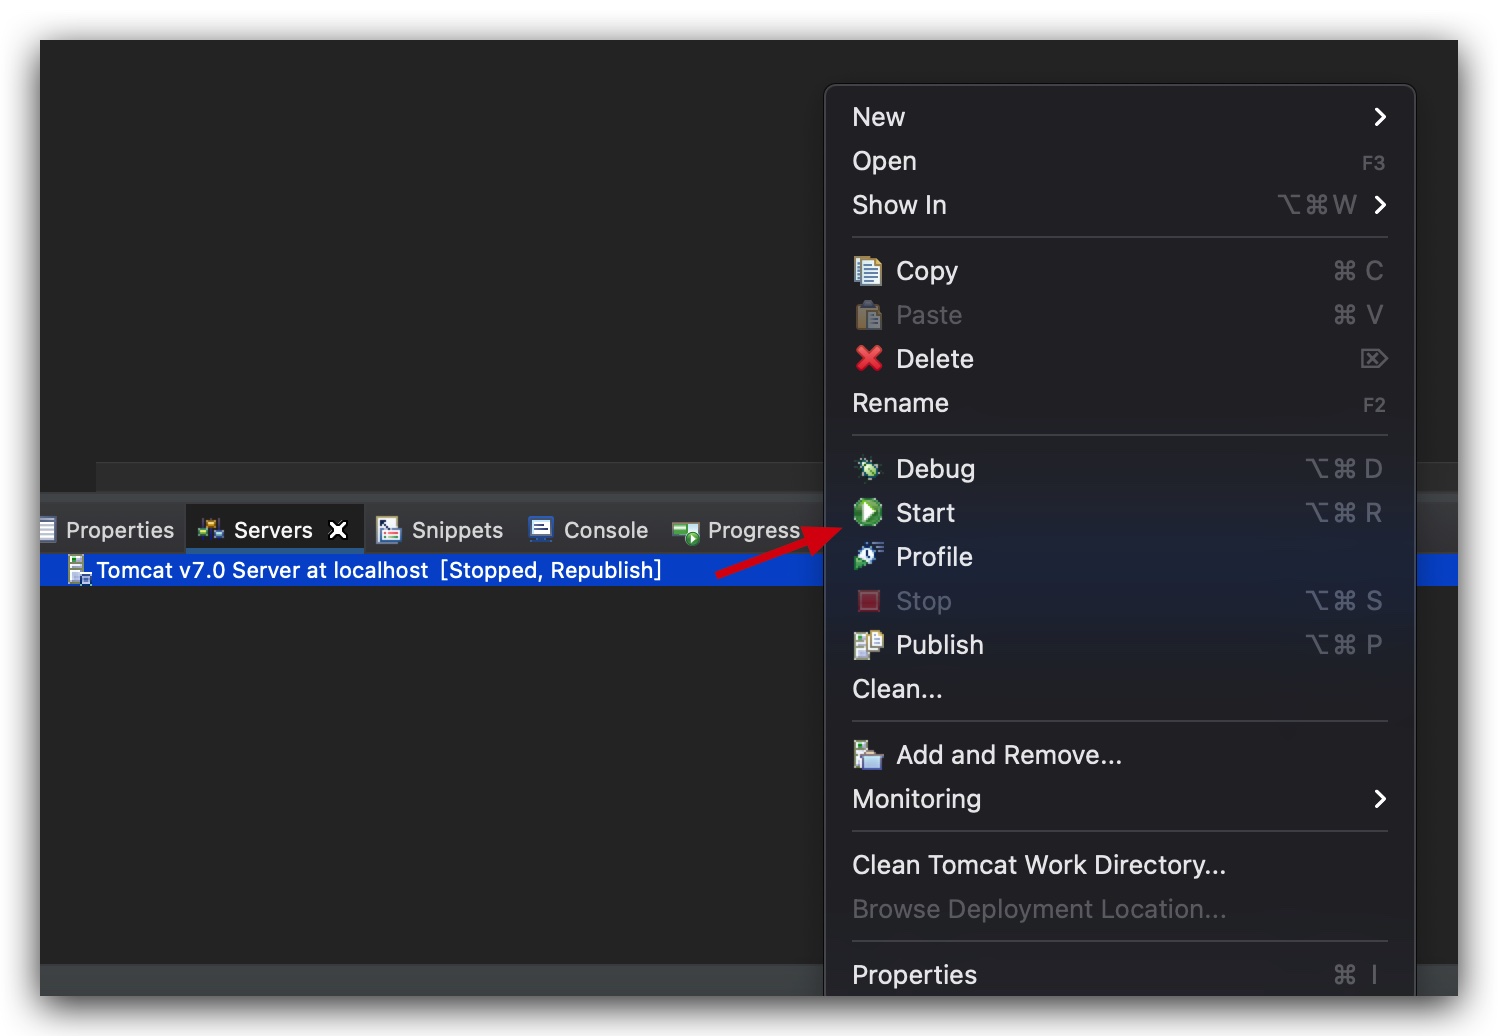 New
Open F3
Show In ⌥⌘W
Copy ⌘ C
Paste ⌘ V
Delete ⌦
Rename F2
Debug ⌥⌘ D
Start ⌥⌘ R
Profile
Stop ⌥⌘ S
Publish ⌥⌘ P
Clean...
Add and Remove...
Monitoring
Clean Tomcat Work Directory...
Browse Deployment Location...
Properties ⌘ I
Properties Servers Snippets Console Progress
Tomcat v7.0 Server at localhost [Stopped, Republish]